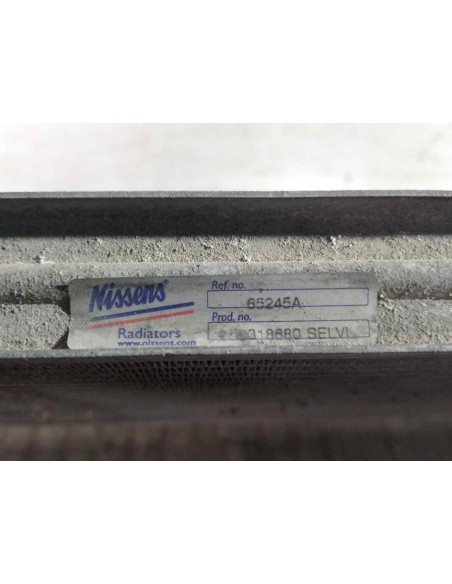 Nissens
Radiators
www.nissens.com
Ref. no.
65245A
Prod. no.
318680 SELVI